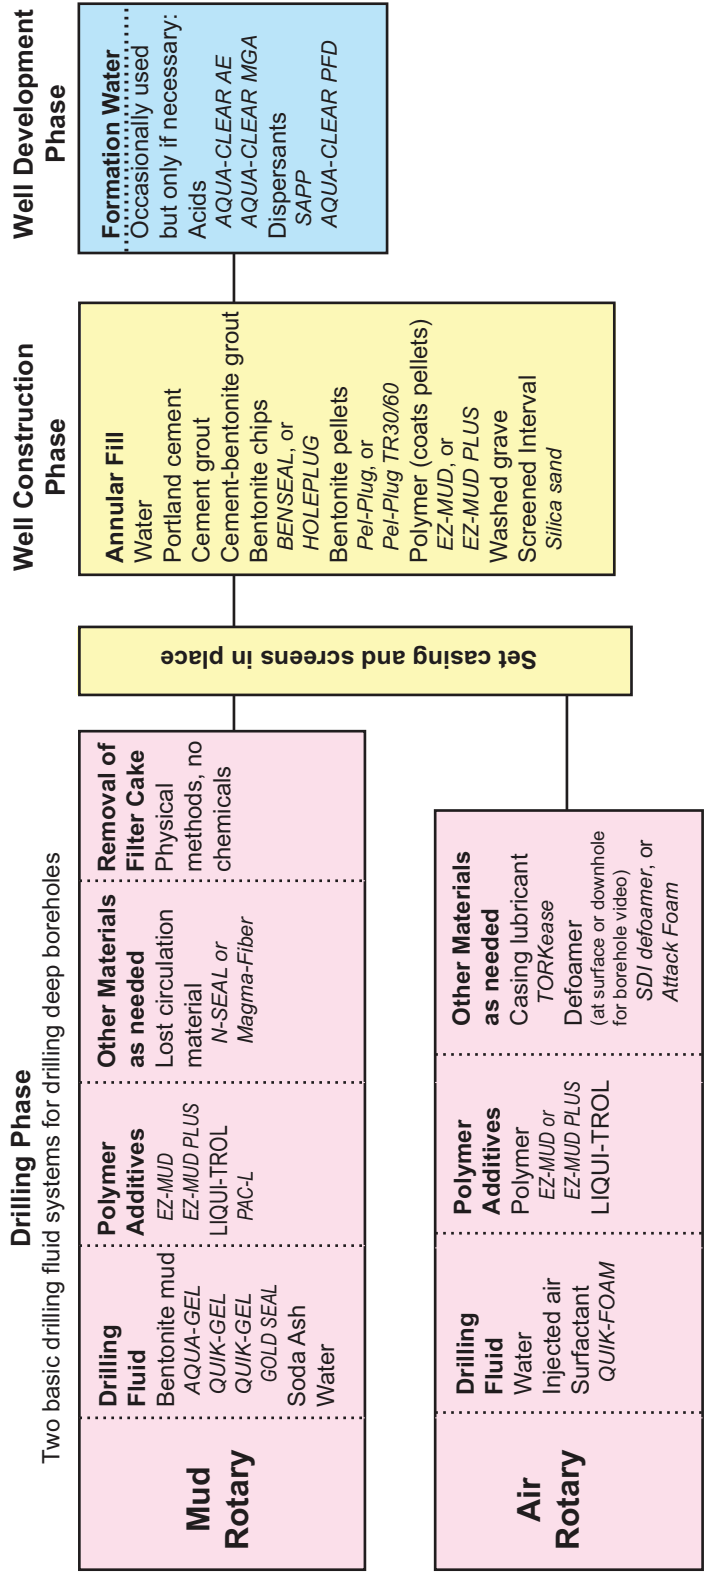 Drilling Phase
Two basic drilling fluid systems for drilling deep boreholes
Mud
Rotary
Drilling
Fluid
Bentonite mud
AQUA-GEL
QUIK-GEL
QUIK-GEL
GOLD SEAL
Soda Ash
Water
Polymer
Additives
EZ-MUD
EZ-MUD PLUS
LIQUI-TROL
PAC-L
Other Materials
as needed
Lost circulation
material
N-SEAL or
Magma-Fiber
Removal of
Filter Cake
Physical
methods, no
chemicals
Air
Rotary
Drilling
Fluid
Water
Injected air
Surfactant
QUIK-FOAM
Polymer
Additives
Polymer
EZ-MUD or
EZ-MUD PLUS
LIQUI-TROL
Other Materials
as needed
Casing lubricant
TORKease
Defoamer
(at surface or downhole
for borehole video)
SDI defoamer, or
Attack Foam
Set casing and screens in place
Well Construction
Phase
Annular Fill
Water
Portland cement
Cement grout
Cement-bentonite grout
Bentonite chips
BENSEAL, or
HOLEPLUG
Bentonite pellets
Pel-Plug, or
Pel-Plug TR30/60
Polymer (coats pellets)
EZ-MUD, or
EZ-MUD PLUS
Washed grave
Screened Interval
Silica sand
Well Development
Phase
Formation Water
Occasionally used
but only if necessary:
Acids
AQUA-CLEAR AE
AQUA-CLEAR MGA
Dispersants
SAPP
AQUA-CLEAR PFD